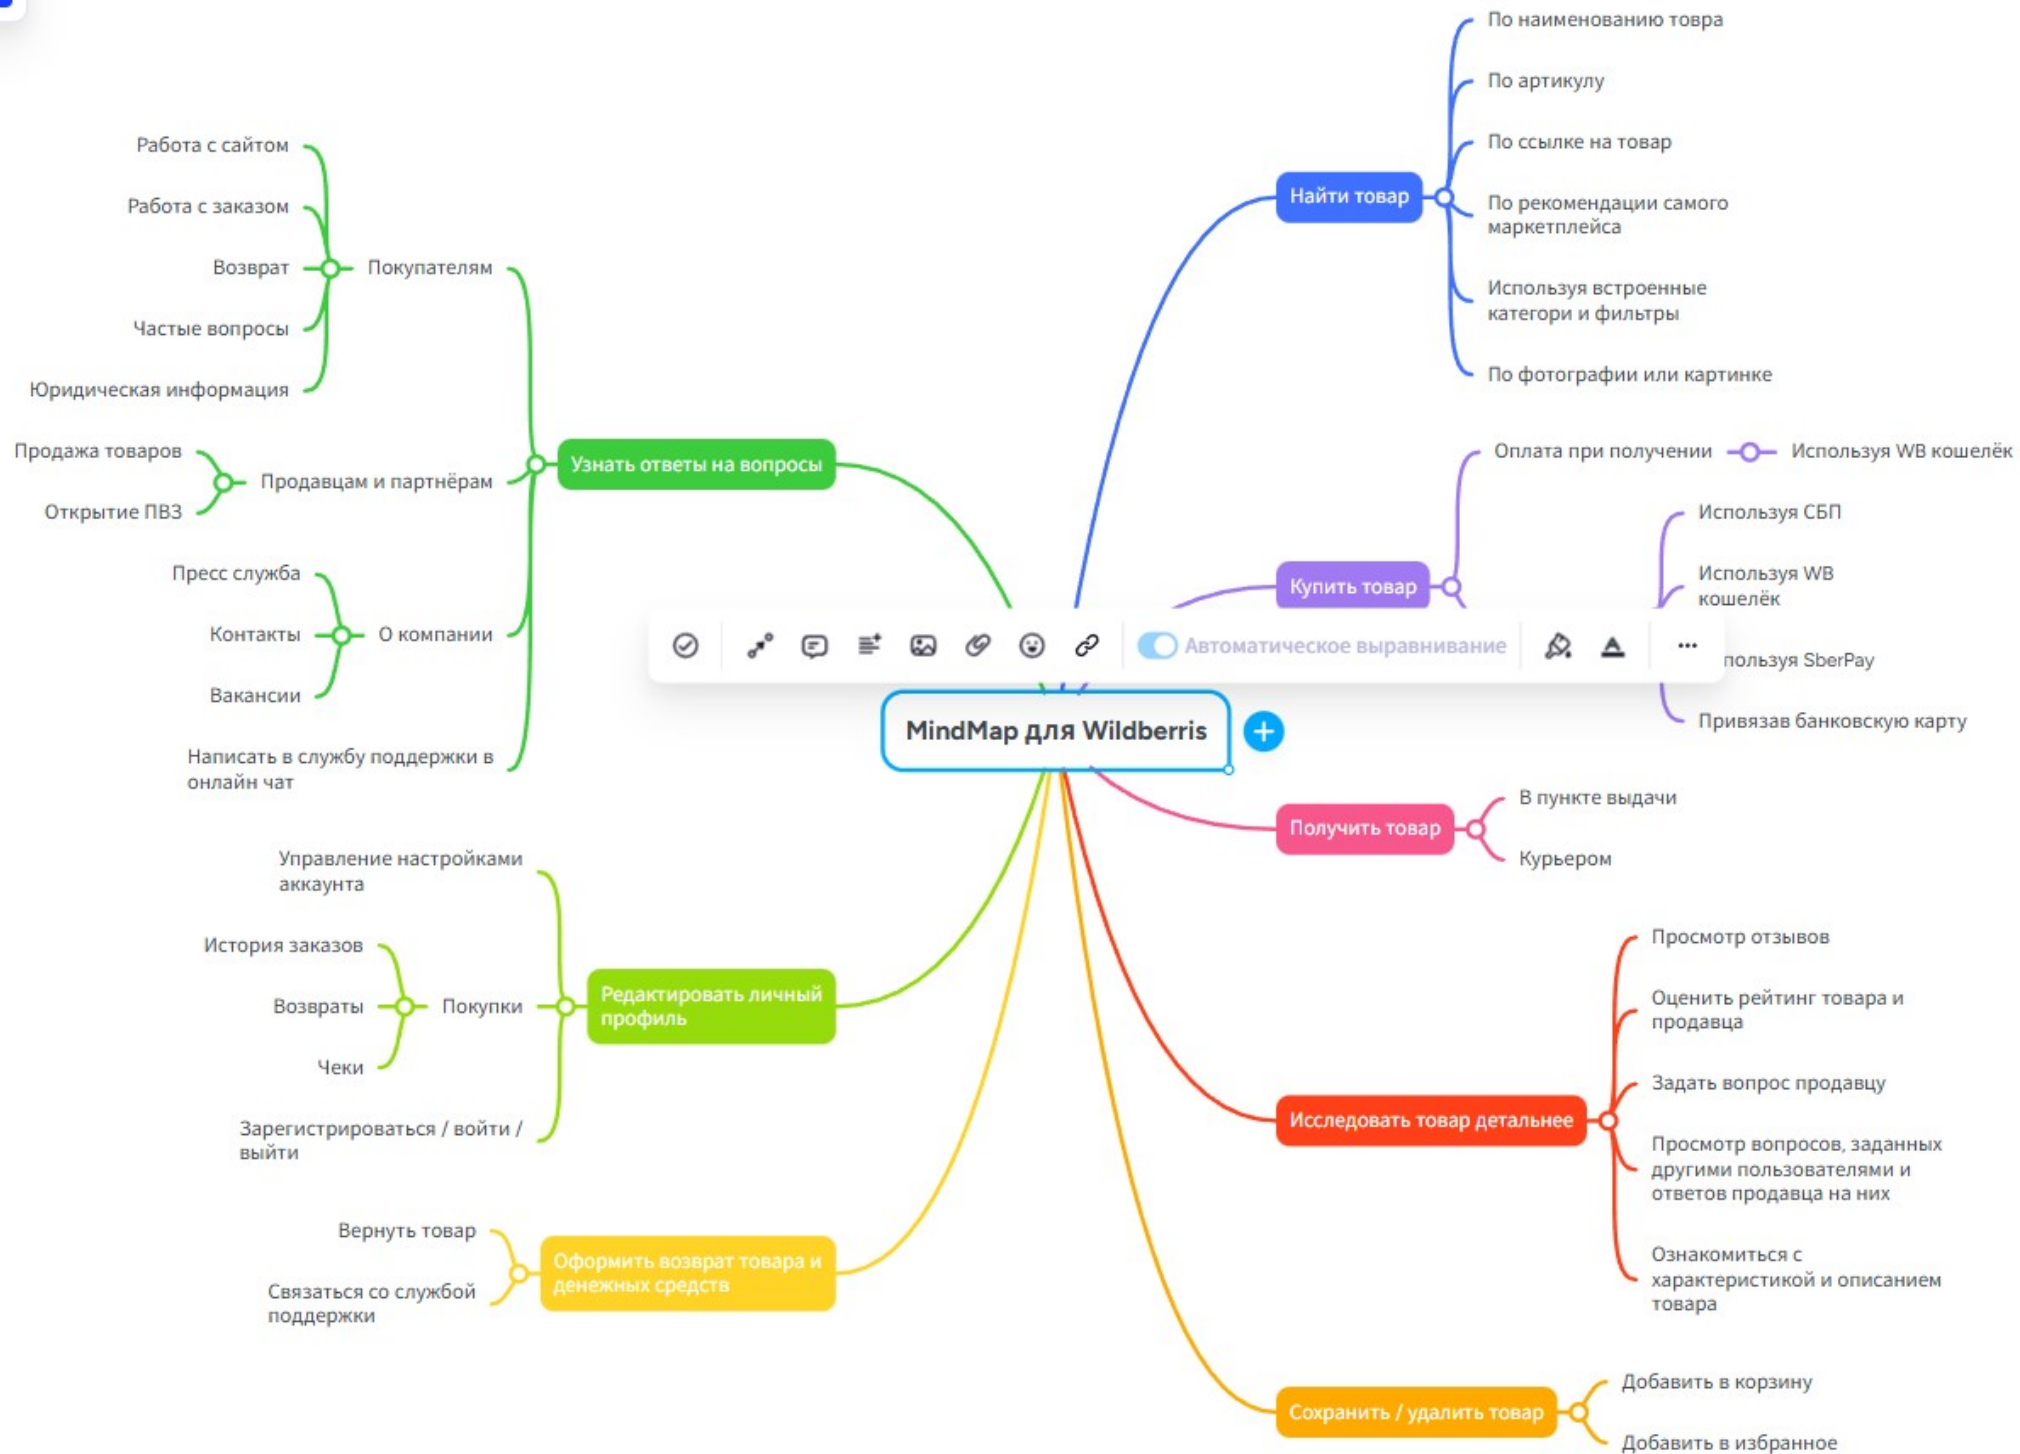 По наименованию товра
По артикулу
По ссылке на товар
По рекомендации самого
маркетплейса
Используя встроенные
категори и фильтры
По фотографии или картинке
Найти товар
Работа с сайтом
Работа с заказом
Возврат
Частые вопросы
Юридическая информация
Покупателям
Продажа товаров
Открытие ПВЗ
Продавцам и партнёрам
Пресс служба
Контакты
Вакансии
О компании
Написать в службу поддержки в
онлайн чат
Узнать ответы на вопросы
Купить товар
Оплата при получении
Используя WB кошелёк
Используя СБП
Используя WB
кошелёк
SberPay
Привязав банковскую карту
Автоматическое выравнивание
MindMap для Wildberris
Получить товар
В пункте выдачи
Курьером
Управление настройками
аккаунта
История заказов
Возвраты
Чеки
Покупки
Зарегистрироваться / войти /
выйти
Редактировать личный
профиль
Исследовать товар детальнее
Просмотр отзывов
Оценить рейтинг товара и
продавца
Задать вопрос продавцу
Просмотр вопросов, заданных
другими пользователями и
ответов продавца на них
Ознакомиться с
характеристикой и описанием
товара
Вернуть товар
Связаться со службой
поддержки
Оформить возврат товара и
денежных средств
Сохранить / удалить товар
Добавить в корзину
Добавить в избранное